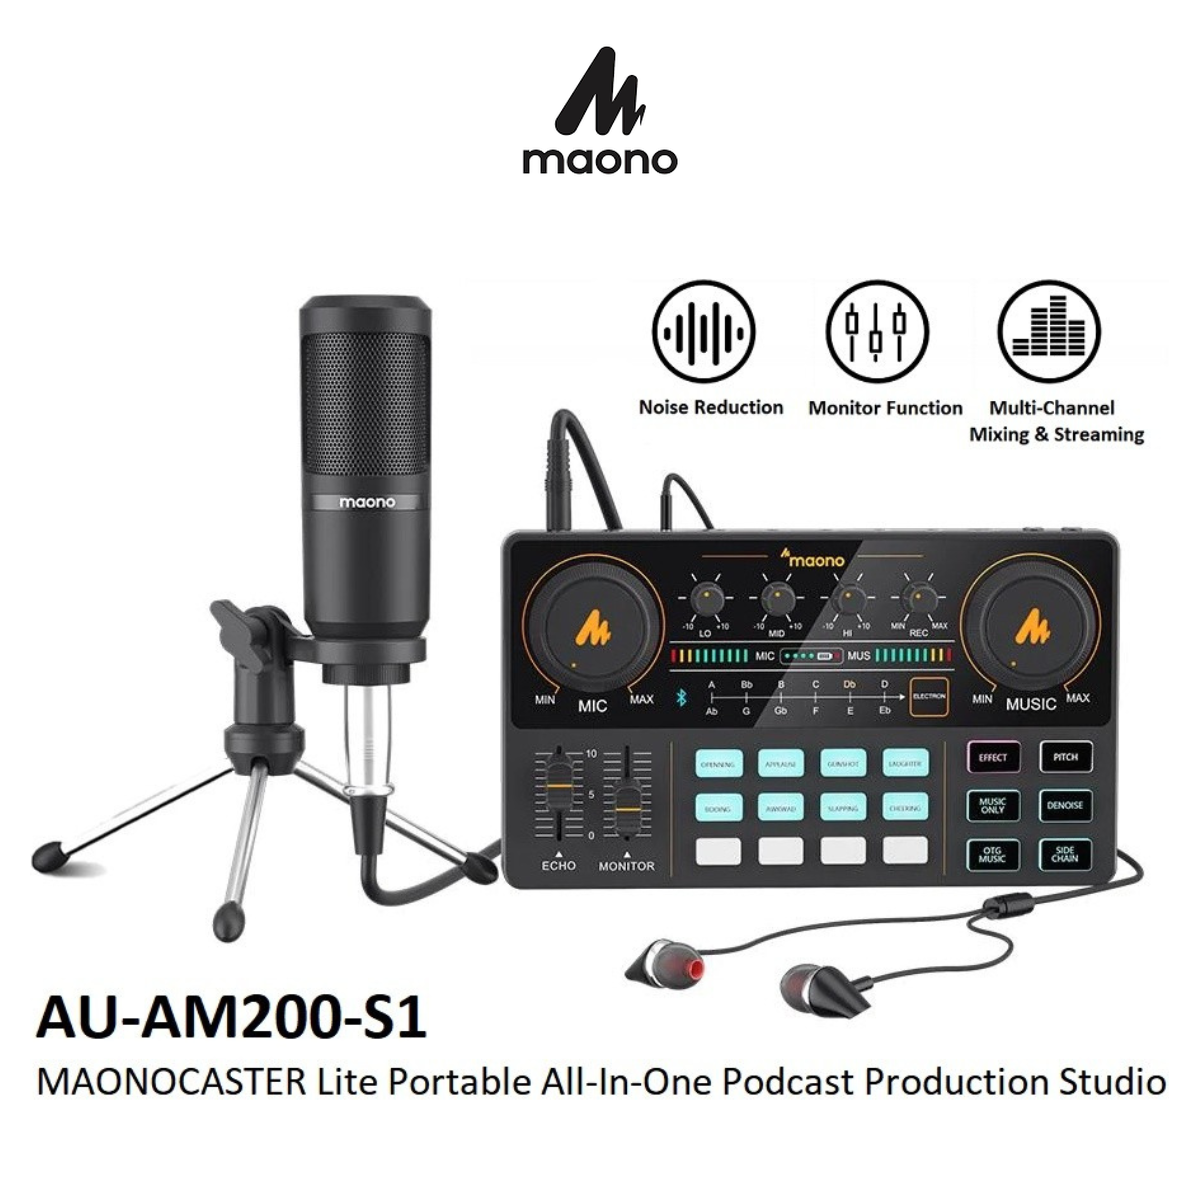 maono
Noise Reduction
Monitor Function
Multi-Channel
Mixing & Streaming
maono
maono
-10 +10
LO
-10 +10
MID
-10 +10
HI
MIN MAX
REC
MIC MUS
MIN MAX
MIC
MIN MAX
MUSIC
A Bb B C Db D
Ab G Gb F E Eb
ELECTRON
10
5
0
ECHO
MONITOR
OPENNING APPLAUSE GUNSHOT LAUGHTER
BOOING AWKWAD SLAPPING CHEERING
EFFECT
PITCH
MUSIC
ONLY
DENOISE
OTG
MUSIC
SIDE
CHAIN
AU-AM200-S1
MAONOCASTER Lite Portable All-In-One Podcast Production Studio